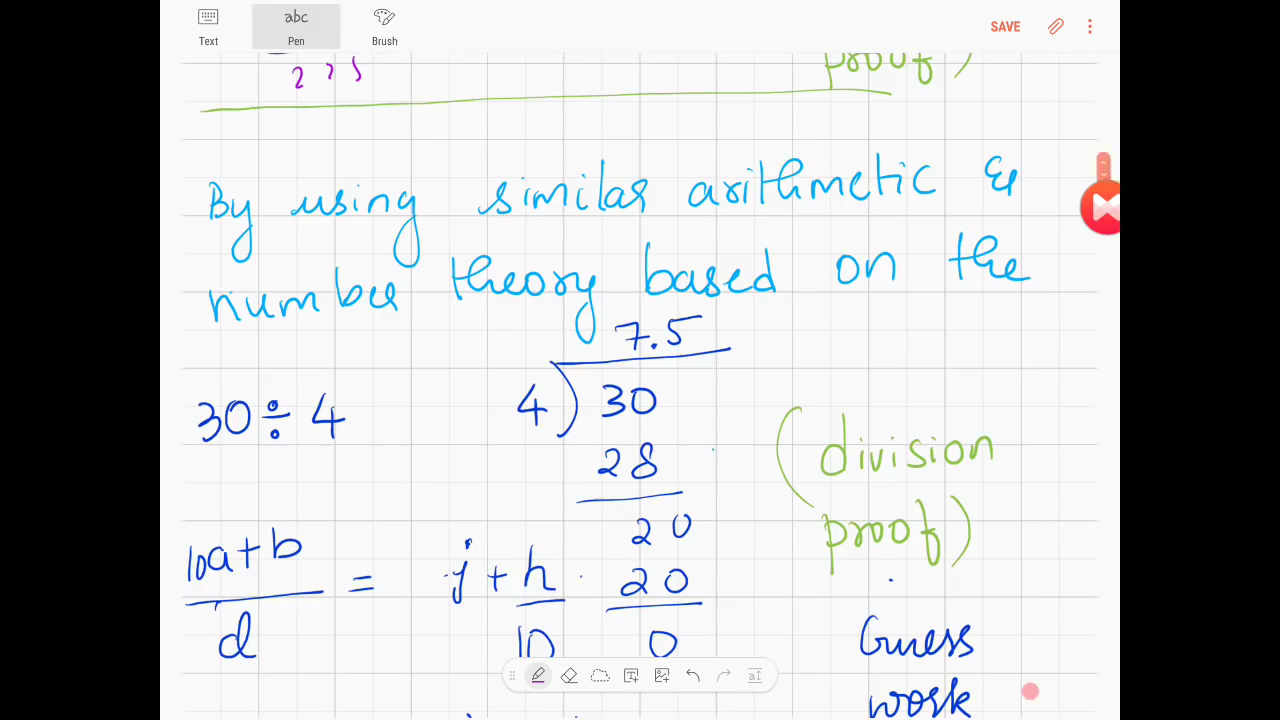 Text
abc
Pen
Brush
SAVE
proof)
By using similar arithmetic &
number theory based on the
7.5
30 ÷ 4
4 ) 30
28
20
20
0
(division
proof)
10a+b
d
=
j + h
10
Guess
work